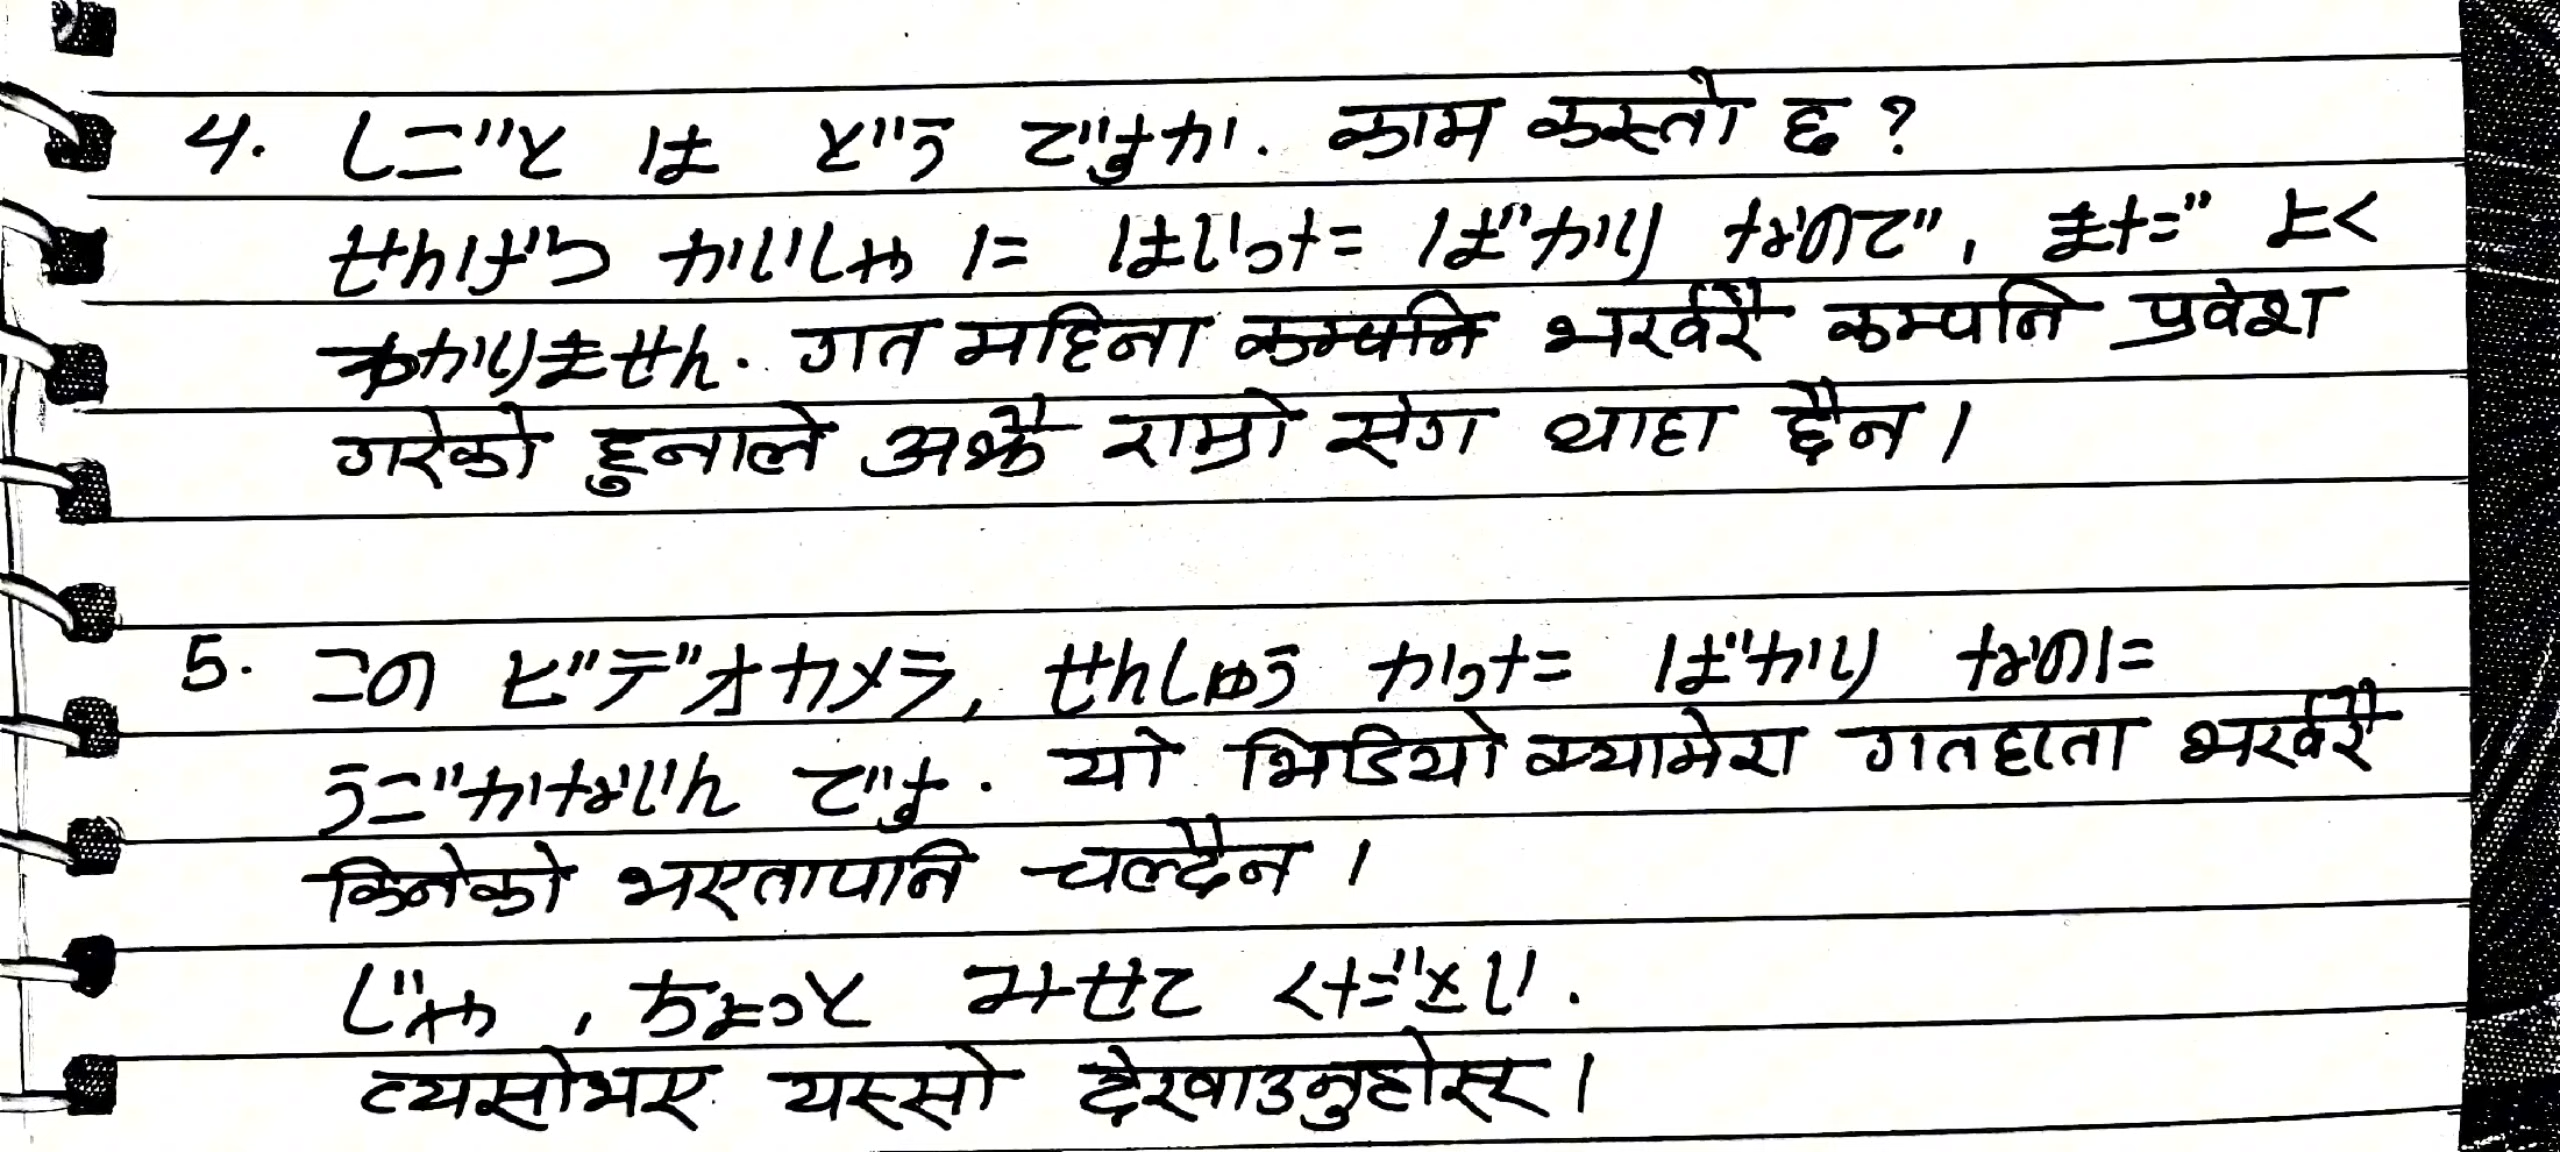 4. しごと は どう ですか. काम कस्तो छ ?
せんげつ かいしゃ に はいった ばかり なので, まだ よく
わかりません. गत महिना कम्पनि भर्खरै कम्पनि प्रवेश
गरेको हुनाले अझै राम्रो संग थाहा छैन।
5. この ビデオカメラ, せんしゅう かった ばかり なのに
うごかないん です. यो भिडियो क्यामेरा गतहप्ता भर्खरै
किनेको भएतापनि चल्दैन।
じゃ, ちょっと みせて ください.
त्यसोभए यस्सो देखाउनुहोस्।